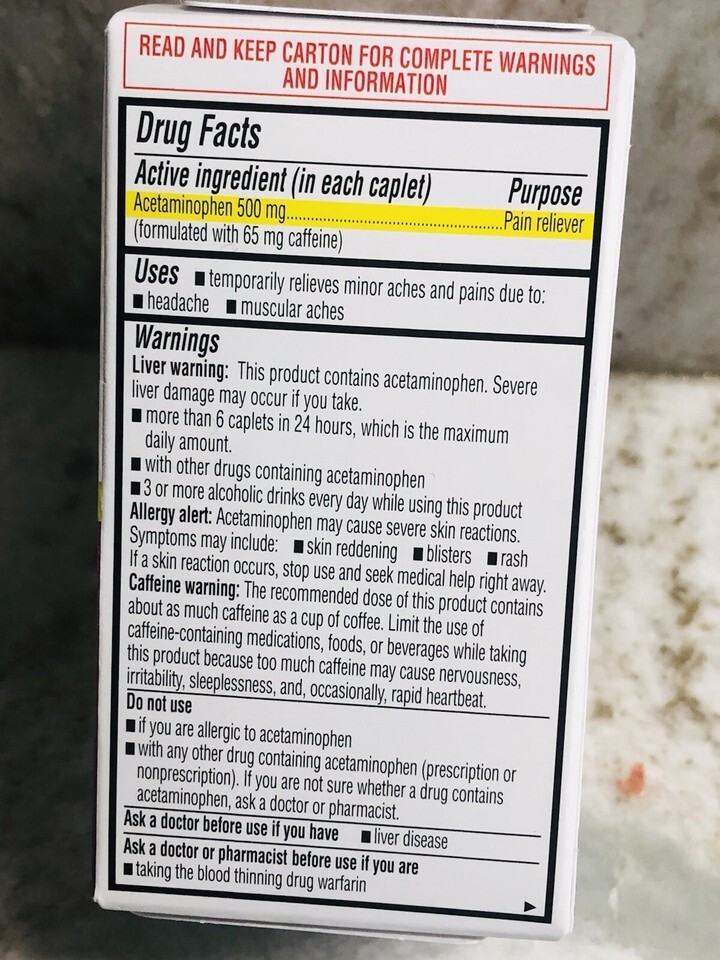 READ AND KEEP CARTON FOR COMPLETE WARNINGS
AND INFORMATION
Drug Facts
Active ingredient (in each caplet) Purpose
Acetaminophen 500 mg......................................................Pain reliever
(formulated with 65 mg caffeine)
Uses ■ temporarily relieves minor aches and pains due to:
■ headache ■ muscular aches
Warnings
Liver warning: This product contains acetaminophen. Severe
liver damage may occur if you take.
■ more than 6 caplets in 24 hours, which is the maximum
daily amount.
■ with other drugs containing acetaminophen
■ 3 or more alcoholic drinks every day while using this product
Allergy alert: Acetaminophen may cause severe skin reactions.
Symptoms may include: ■ skin reddening ■ blisters ■ rash
If a skin reaction occurs, stop use and seek medical help right away.
Caffeine warning: The recommended dose of this product contains
about as much caffeine as a cup of coffee. Limit the use of
caffeine-containing medications, foods, or beverages while taking
this product because too much caffeine may cause nervousness,
irritability, sleeplessness, and, occasionally, rapid heartbeat.
Do not use
■ if you are allergic to acetaminophen
■ with any other drug containing acetaminophen (prescription or
nonprescription). If you are not sure whether a drug contains
acetaminophen, ask a doctor or pharmacist.
Ask a doctor before use if you have ■ liver disease
Ask a doctor or pharmacist before use if you are
■ taking the blood thinning drug warfarin